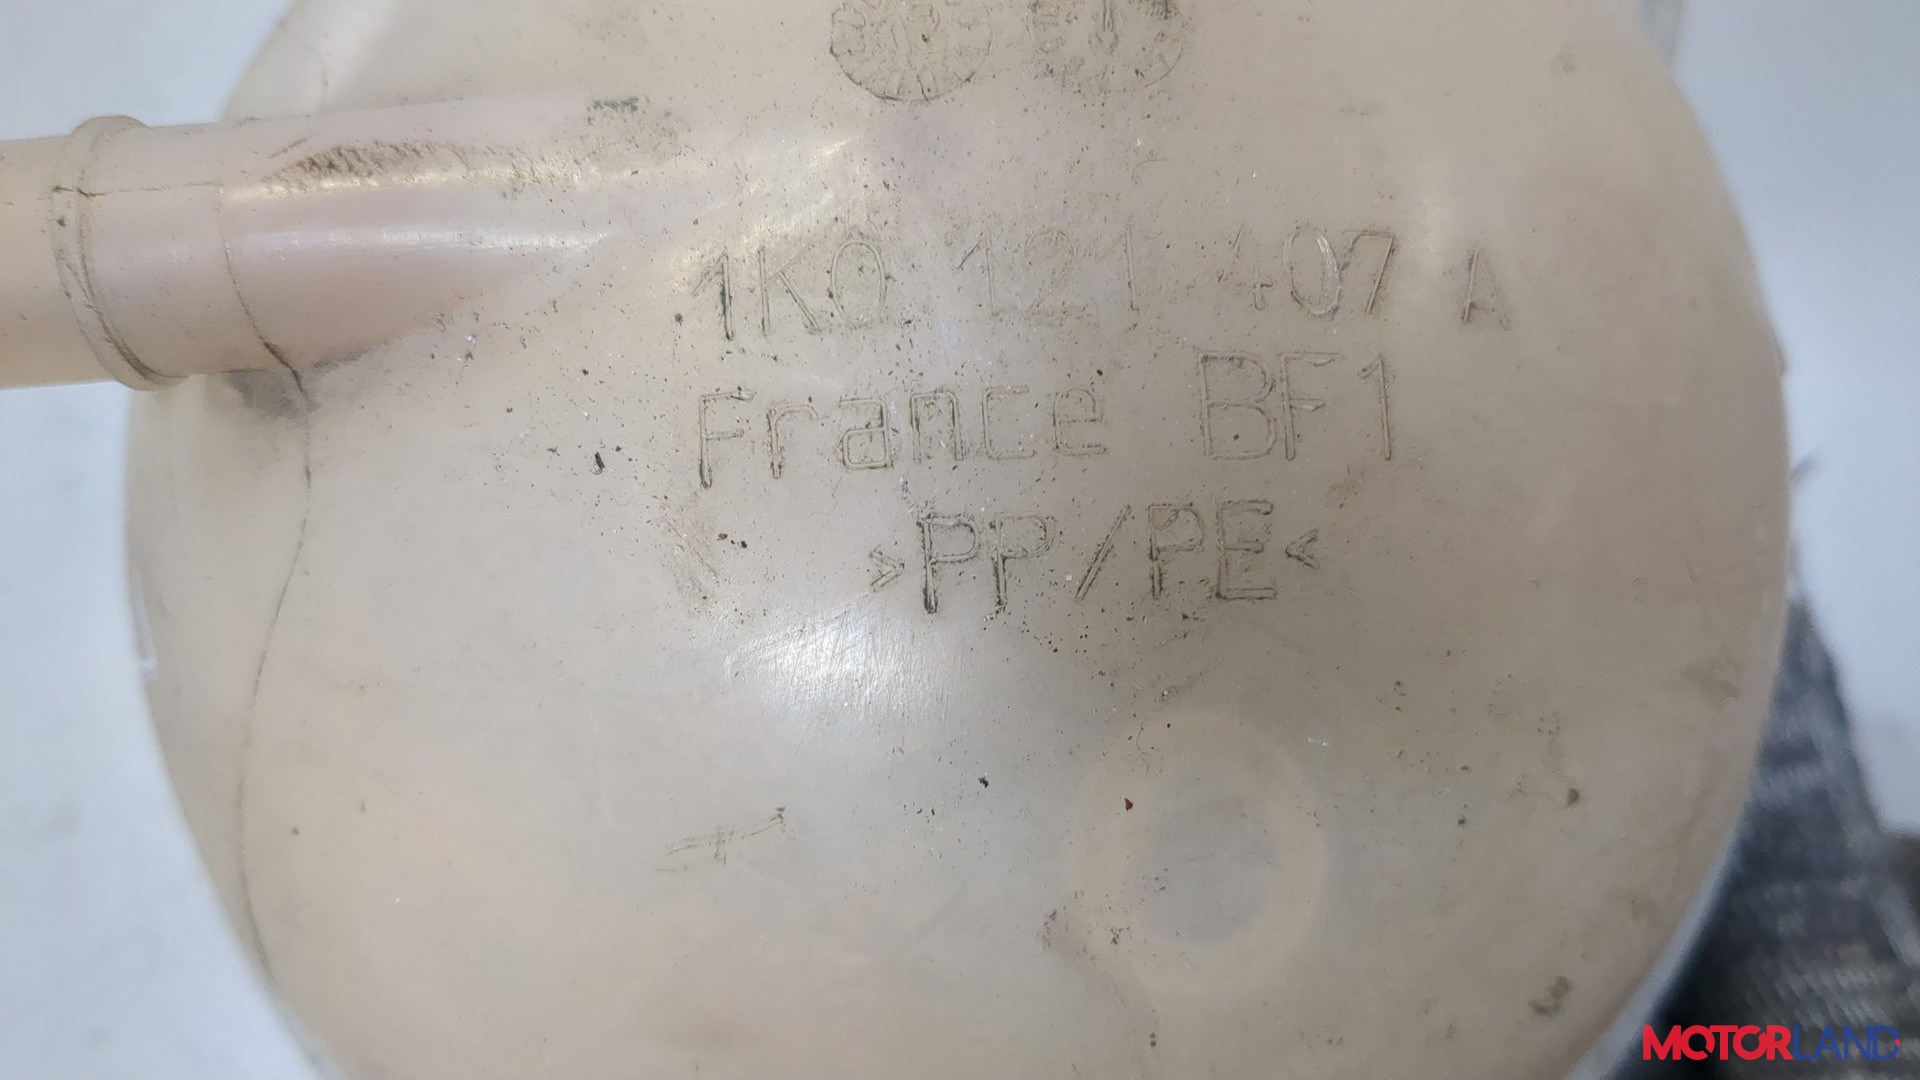 1K0 121 407 A
France BF1
>PP/PE<
MOTORLAND